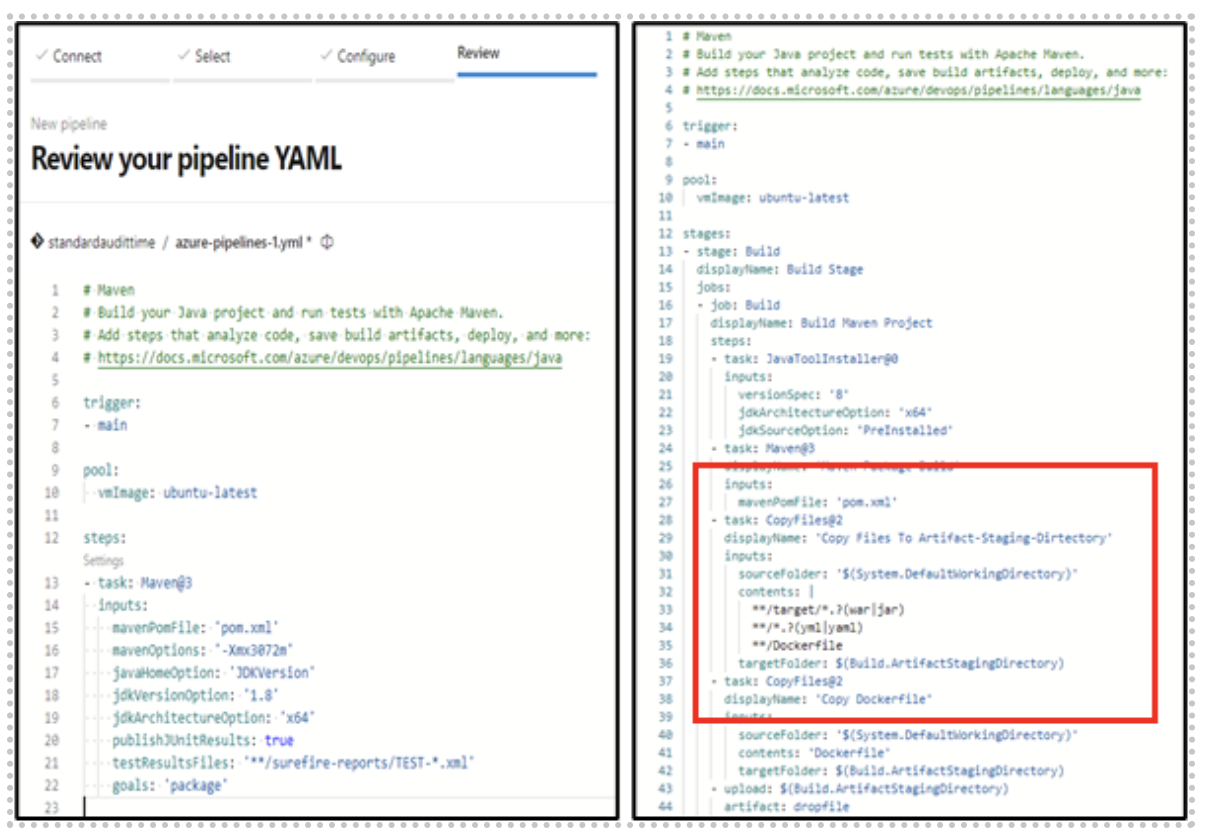 Connect
Select
Configure
Review
New pipeline
Review your pipeline YAML
standardaudittime / azure-pipelines-1.yml *
1 # Maven
2 # Build your Java project and run tests with Apache Maven.
3 # Add steps that analyze code, save build artifacts, deploy, and more:
4 # https://docs.microsoft.com/azure/devops/pipelines/languages/java
5
6 trigger:
7 - main
8
9 pool:
10 vmImage: ubuntu-latest
11
12 steps:
Settings
13 - task: Maven@3
14 inputs:
15 mavenPomFile: 'pom.xml'
16 mavenOptions: '-Xmx3072m'
17 javaHomeOption: 'JDKVersion'
18 jdkVersionOption: '1.8'
19 jdkArchitectureOption: 'x64'
20 publishJUnitResults: true
21 testResultsFiles: '**/surefire-reports/TEST-*.xml'
22 goals: 'package'
23
1 # Maven
2 # Build your Java project and run tests with Apache Maven.
3 # Add steps that analyze code, save build artifacts, deploy, and more:
4 # https://docs.microsoft.com/azure/devops/pipelines/languages/java
5
6 trigger:
7 - main
8
9 pool:
10 vmImage: ubuntu-latest
11
12 stages:
13 - stage: Build
14 displayName: Build Stage
15 jobs:
16 - job: Build
17 displayName: Build Maven Project
18 steps:
19 - task: JavaToolInstaller@0
20 inputs:
21 versionSpec: '8'
22 jdkArchitectureOption: 'x64'
23 jdkSourceOption: 'PreInstalled'
24 - task: Maven@3
25 displayName: 'Maven Package Build'
26 inputs:
27 mavenPomFile: 'pom.xml'
28 - task: CopyFiles@2
29 displayName: 'Copy Files To Artifact-Staging-Dirtectory'
30 inputs:
31 sourceFolder: '$(System.DefaultWorkingDirectory)'
32 contents: |
33 **/target/*.?(war|jar)
34 **/*.?(yml|yaml)
35 **/Dockerfile
36 targetFolder: $(Build.ArtifactStagingDirectory)
37 - task: CopyFiles@2
38 displayName: 'Copy Dockerfile'
39 inputs:
40 sourceFolder: '$(System.DefaultWorkingDirectory)'
41 contents: 'Dockerfile'
42 targetFolder: $(Build.ArtifactStagingDirectory)
43 - upload: $(Build.ArtifactStagingDirectory)
44 artifact: dropfile